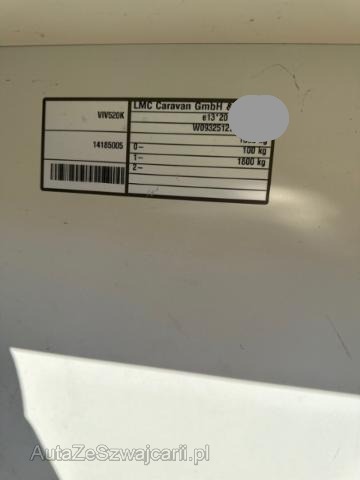 LMC Caravan GmbH &
VIV520K
e13*20
W0932512
14185005
0– 100 kg
1– 1800 kg
2–
AutaZeSzwajcarii.pl